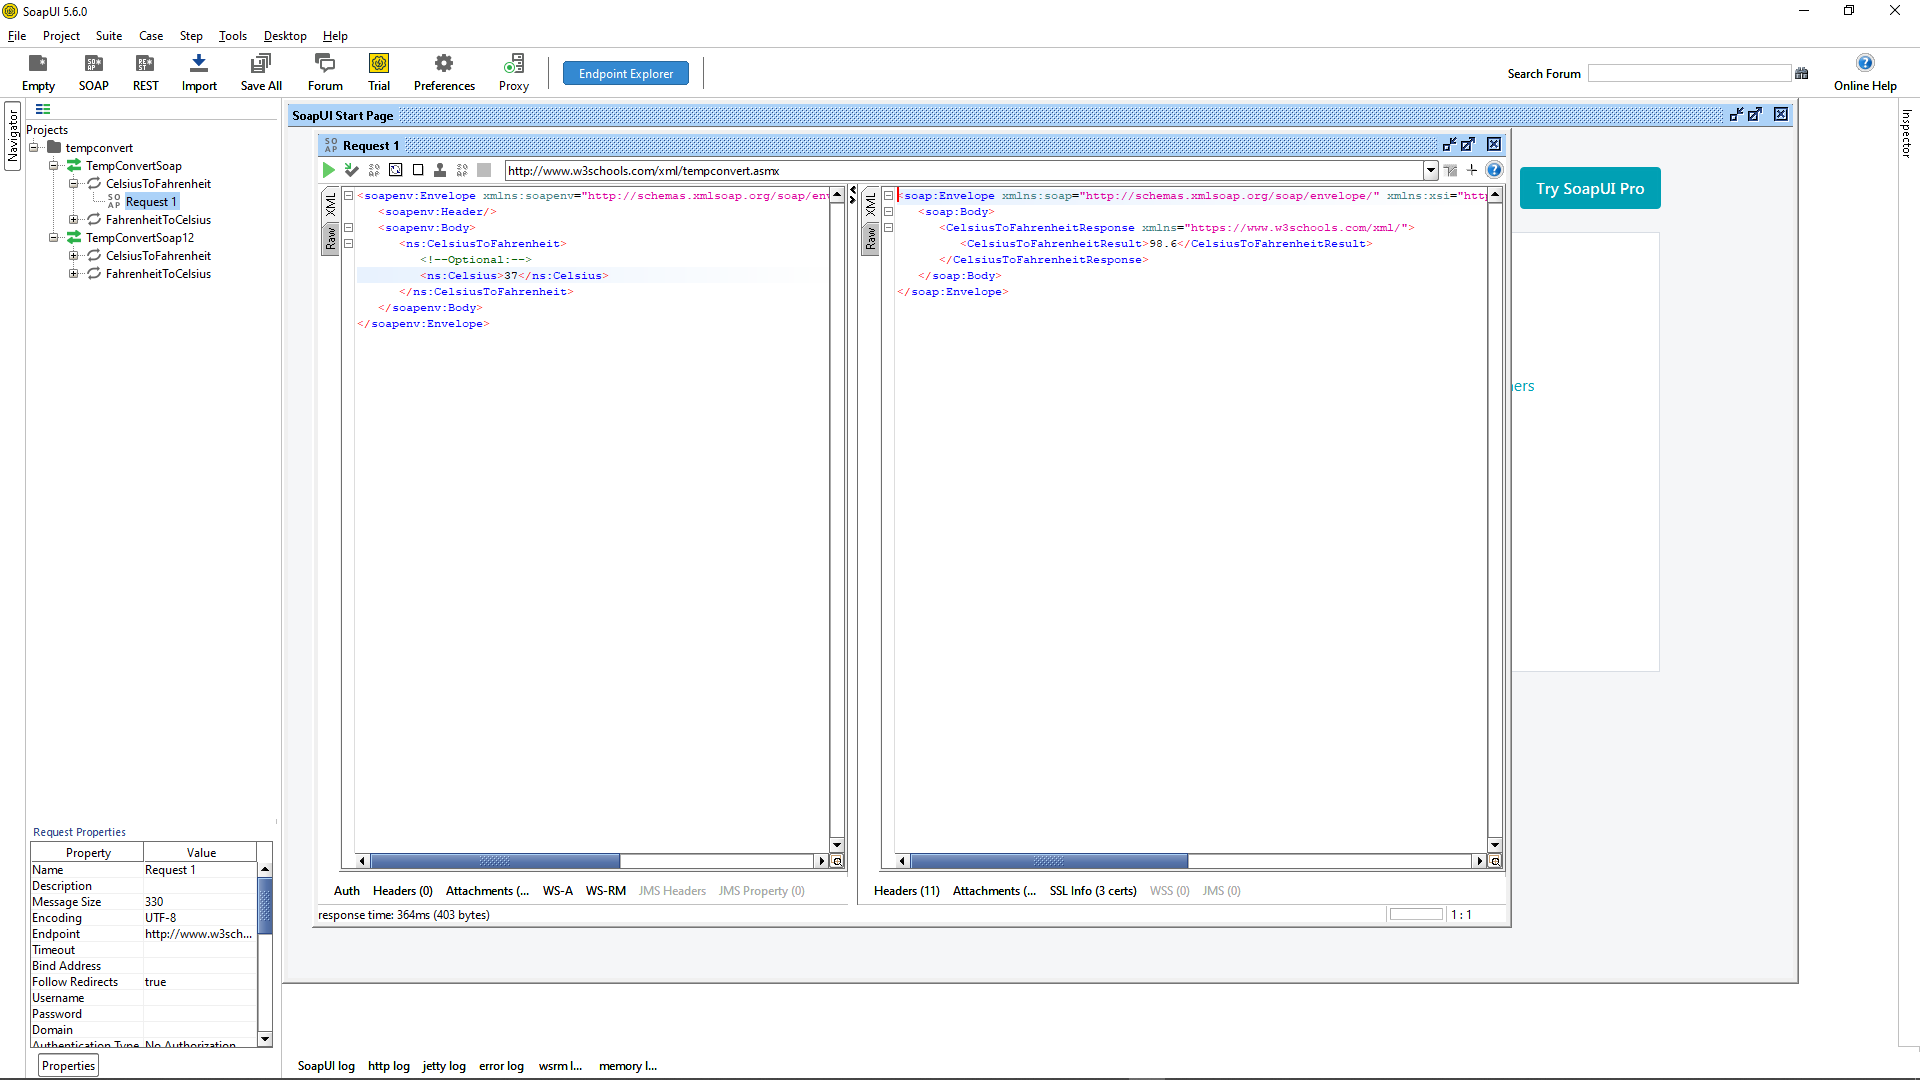 SoapUI 5.6.0
File Project Suite Case Step Tools Desktop Help
Empty SOAP REST Import Save All Forum Trial Preferences Proxy Endpoint Explorer Search Forum Online Help
Navigator
Projects
tempconvert
TempConvertSoap
CelsiusToFahrenheit
Request 1
FahrenheitToCelsius
TempConvertSoap12
CelsiusToFahrenheit
FahrenheitToCelsius
Request Properties
Property Value
Name Request 1
Description
Message Size 330
Encoding UTF-8
Endpoint http://www.w3sch...
Timeout
Bind Address
Follow Redirects true
Username
Password
Domain
Authentication Type No Authorization
Properties
SoapUI Start Page
Request 1
http://www.w3schools.com/xml/tempconvert.asmx
XML
Raw
<soapenv:Envelope xmlns:soapenv="http://schemas.xmlsoap.org/soap/env
<soapenv:Header/>
<soapenv:Body>
<ns:CelsiusToFahrenheit>
<!--Optional:-->
<ns:Celsius>37</ns:Celsius>
</ns:CelsiusToFahrenheit>
</soapenv:Body>
</soapenv:Envelope>
Auth Headers (0) Attachments (... WS-A WS-RM JMS Headers JMS Property (0)
XML
Raw
<soap:Envelope xmlns:soap="http://schemas.xmlsoap.org/soap/envelope/" xmlns:xsi="http
<soap:Body>
<CelsiusToFahrenheitResponse xmlns="https://www.w3schools.com/xml/">
<CelsiusToFahrenheitResult>98.6</CelsiusToFahrenheitResult>
</CelsiusToFahrenheitResponse>
</soap:Body>
</soap:Envelope>
Headers (11) Attachments (... SSL Info (3 certs) WSS (0) JMS (0)
response time: 364ms (403 bytes) 1 : 1
Try SoapUI Pro
ners
Inspector
SoapUI log http log jetty log error log wsrm l... memory l...